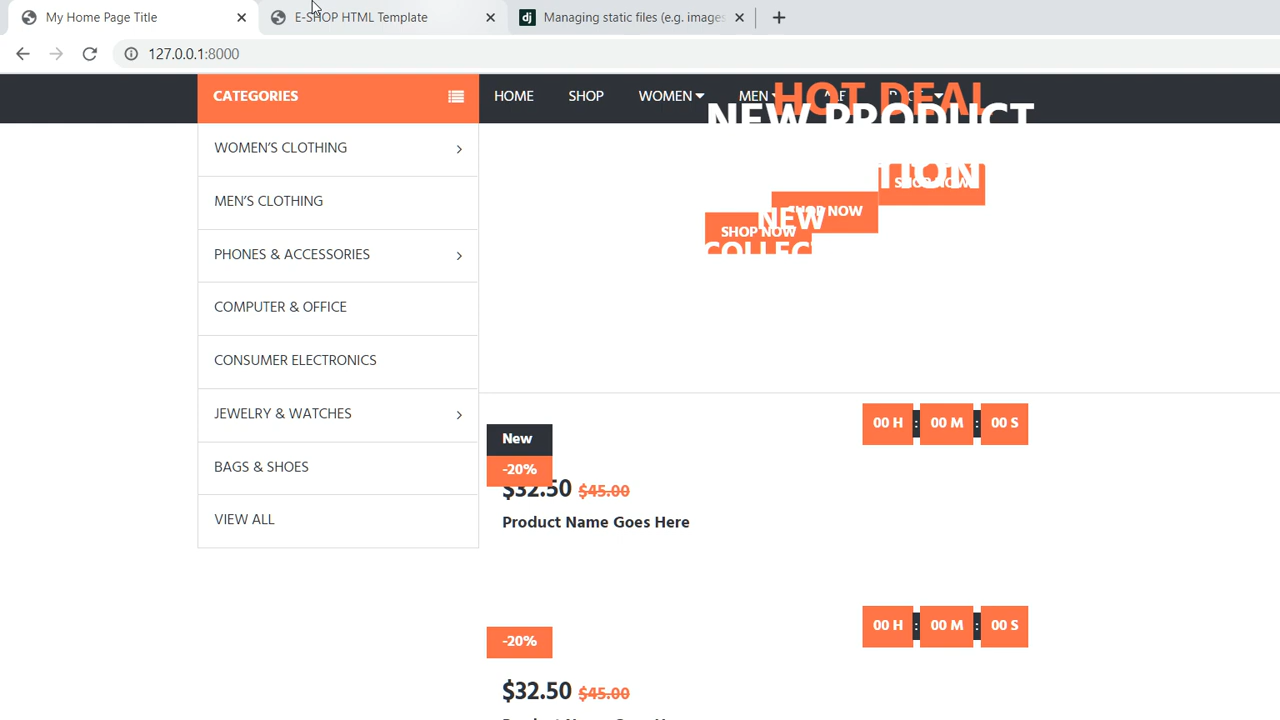 My Home Page Title
E-SHOP HTML Template
Managing static files (e.g. images
127.0.0.1:8000
CATEGORIES
HOME
SHOP
WOMEN
MEN
HOT DEAL
NEW PRODUCT
WOMEN'S CLOTHING
MEN'S CLOTHING
SHOP NOW
SHOP NOW
NEW
SHOP NOW
PHONES & ACCESSORIES
COMPUTER & OFFICE
CONSUMER ELECTRONICS
JEWELRY & WATCHES
BAGS & SHOES
VIEW ALL
00 H : 00 M : 00 S
New
-20%
$32.50 $45.00
Product Name Goes Here
00 H : 00 M : 00 S
-20%
$32.50 $45.00